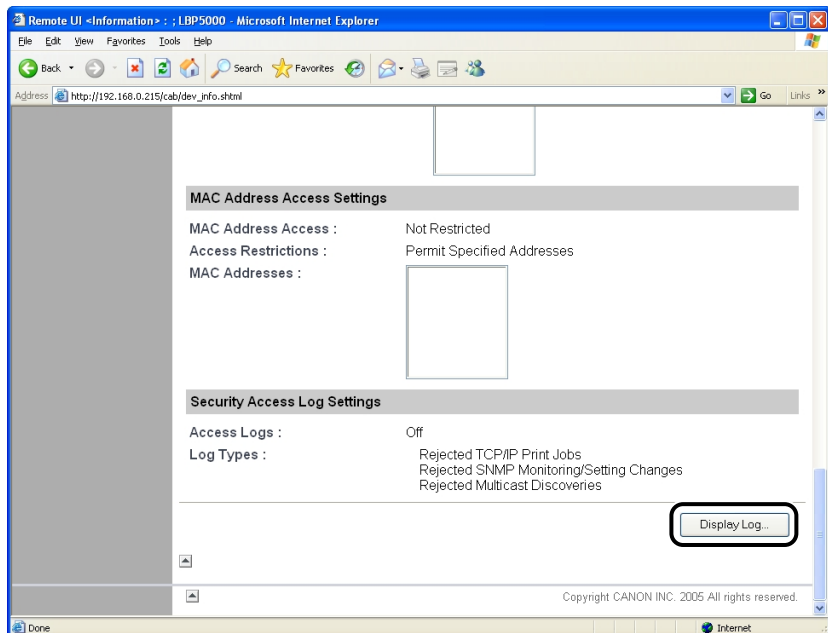 Remote UI <Information> : ; LBP5000 - Microsoft Internet Explorer
File Edit View Favorites Tools Help
Back Search Favorites
Address http://192.168.0.215/cab/dev_info.shtml Go Links »
MAC Address Access Settings
MAC Address Access : Not Restricted
Access Restrictions : Permit Specified Addresses
MAC Addresses :
Security Access Log Settings
Access Logs : Off
Log Types : Rejected TCP/IP Print Jobs
Rejected SNMP Monitoring/Setting Changes
Rejected Multicast Discoveries
Display Log...
Copyright CANON INC. 2005 All rights reserved.
Done Internet